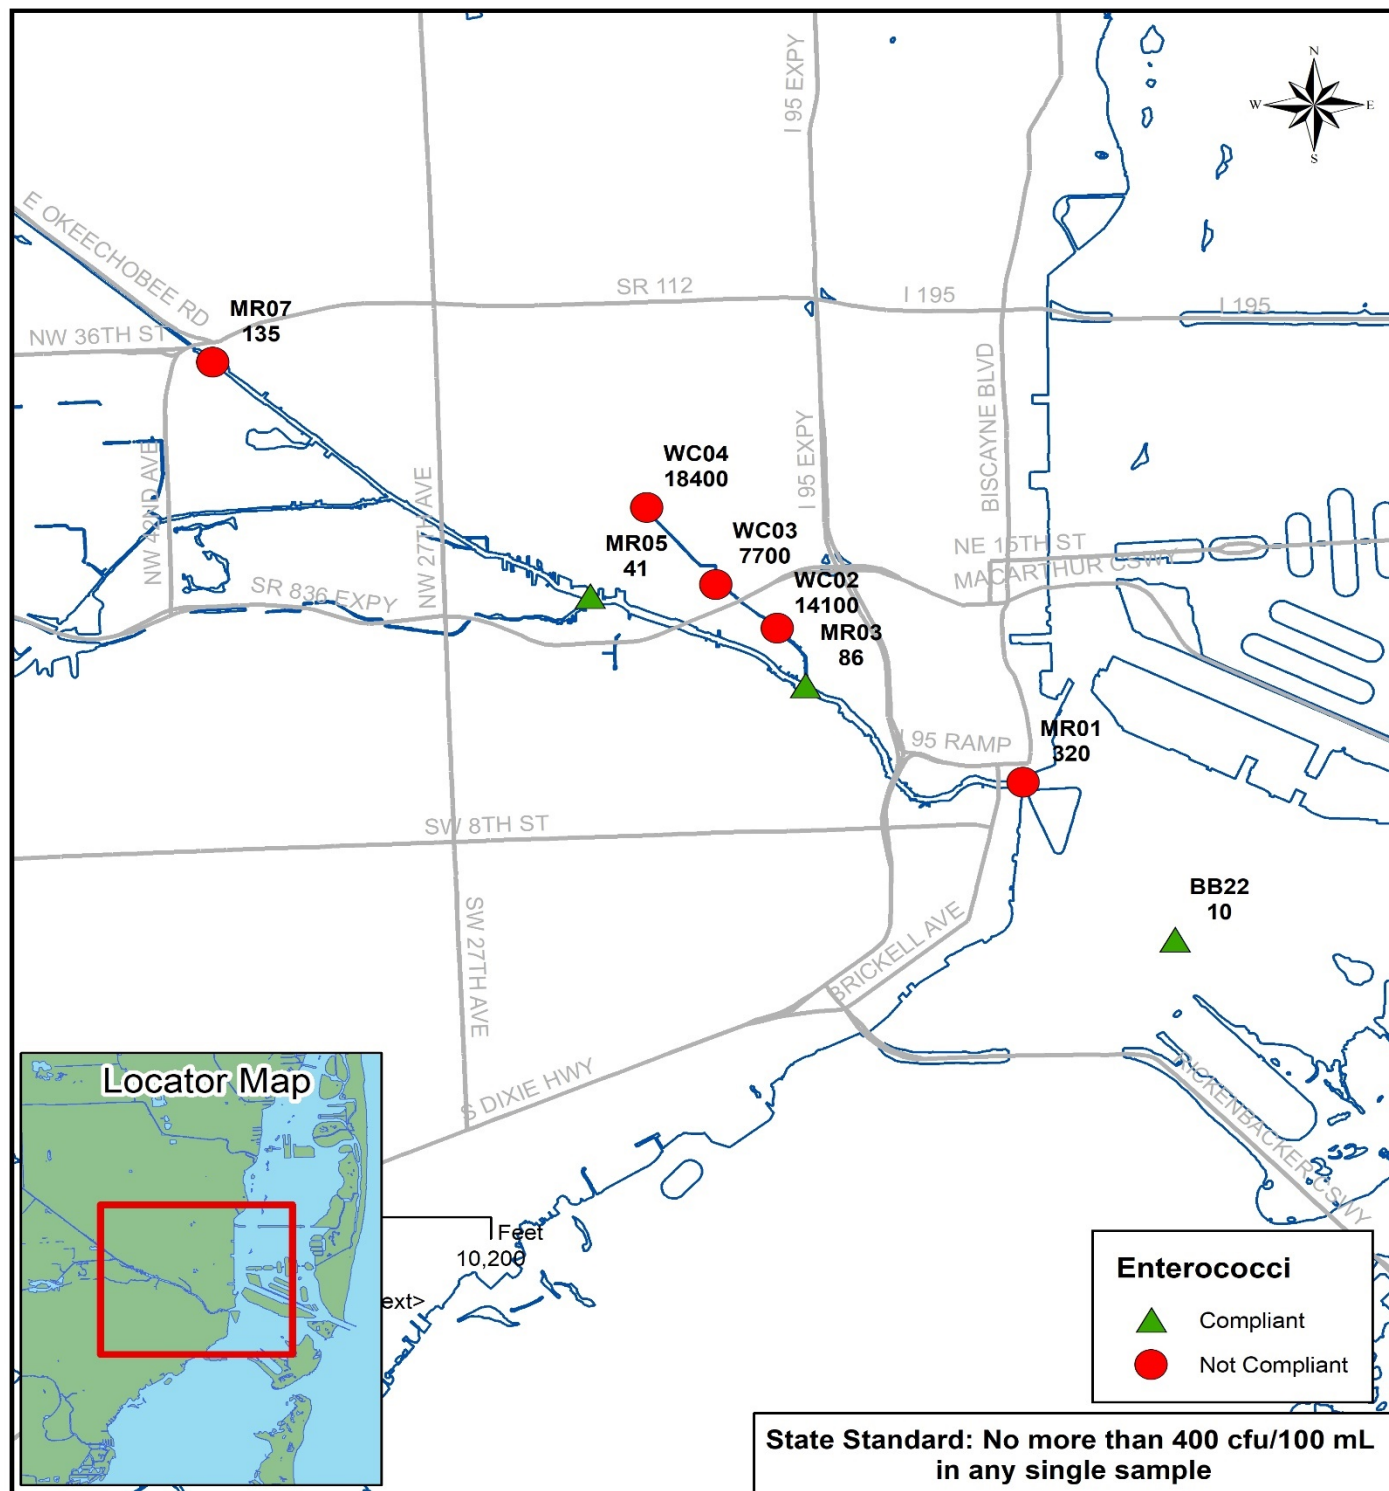 N
W E
S
I 95 EXPY
E OKEECHOBEE RD
MR07
135
SR 112
I 195
I 195
NW 36TH ST
BISCAYNE BLVD
I 95 EXPY
NW 42ND AVE
NW 27TH AVE
WC04
18400
MR05
41
WC03
7700
NE 15TH ST
MACARTHUR CSWY
WC02
14100
SR 836 EXPY
MR03
86
I 95 RAMP
MR01
320
SW 8TH ST
BB22
10
SW 27TH AVE
BRICKELL AVE
S DIXIE HWY
RICKENBACKER CSWY
Locator Map
Feet
10,200
ext>
Enterococci
Compliant
Not Compliant
State Standard: No more than 400 cfu/100 mL
in any single sample